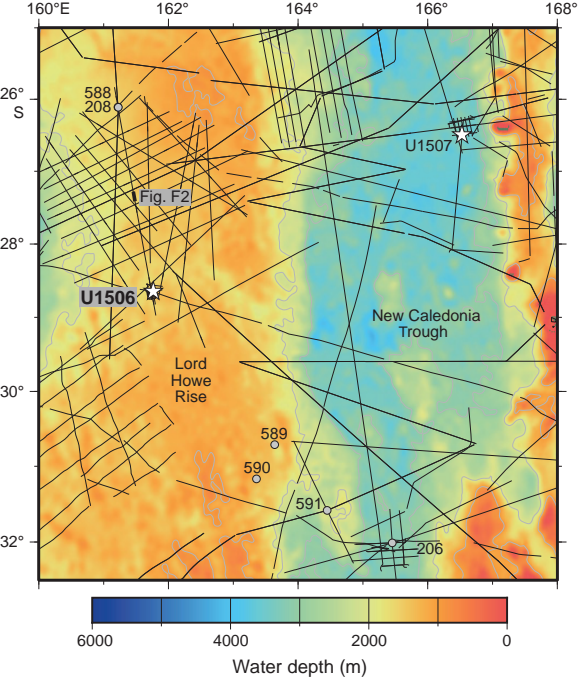 160°E
162°
164°
166°
168°
26°
S
588
208
U1507
Fig. F2
28°
U1506
New Caledonia
Trough
Lord
Howe
Rise
30°
589
590
591
32°
206
6000
4000
2000
0
Water depth (m)